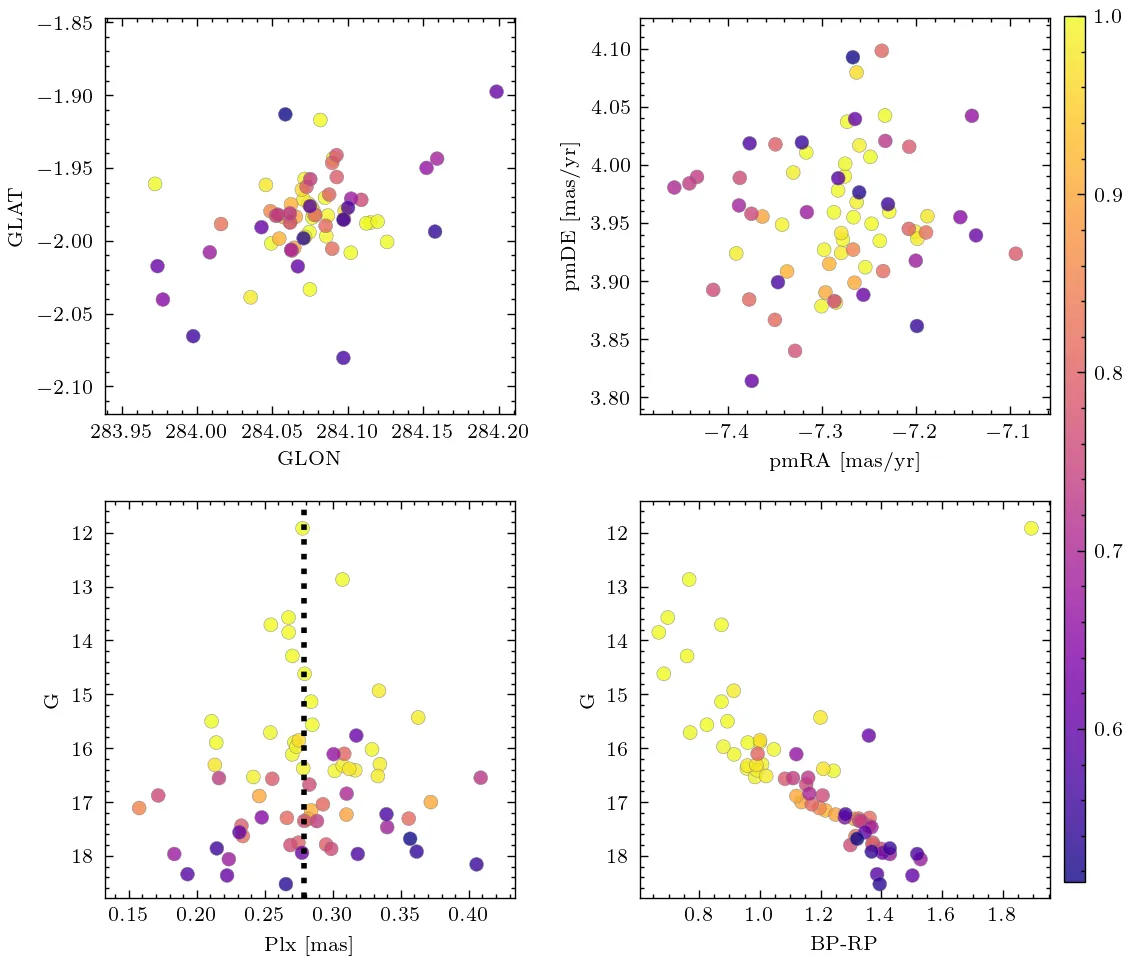 −1.85
−1.90
−1.95
−2.00
−2.05
−2.10
GLAT
283.95 284.00 284.05 284.10 284.15 284.20
GLON
4.10
4.05
4.00
3.95
3.90
3.85
3.80
pmDE [mas/yr]
−7.4 −7.3 −7.2 −7.1
pmRA [mas/yr]
12
13
14
15
16
17
18
G
0.15 0.20 0.25 0.30 0.35 0.40
Plx [mas]
12
13
14
15
16
17
18
G
0.8 1.0 1.2 1.4 1.6 1.8
BP-RP
1.0
0.9
0.8
0.7
0.6